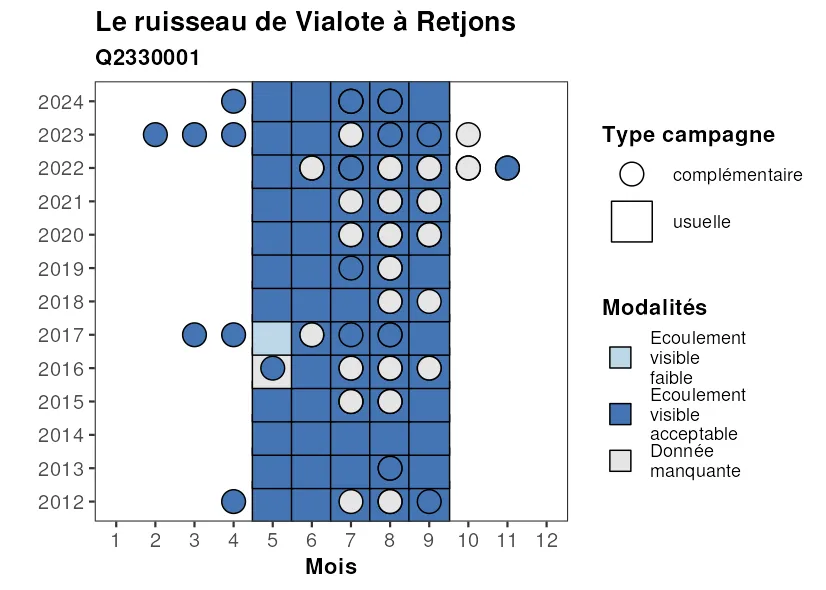 Le ruisseau de Vialote à Retjons
Q2330001
2024
2023
2022
2021
2020
2019
2018
2017
2016
2015
2014
2013
2012
1 2 3 4 5 6 7 8 9 10 11 12
Mois
Type campagne
complémentaire
usuelle
Modalités
Ecoulement
visible
faible
Ecoulement
visible
acceptable
Donnée
manquante